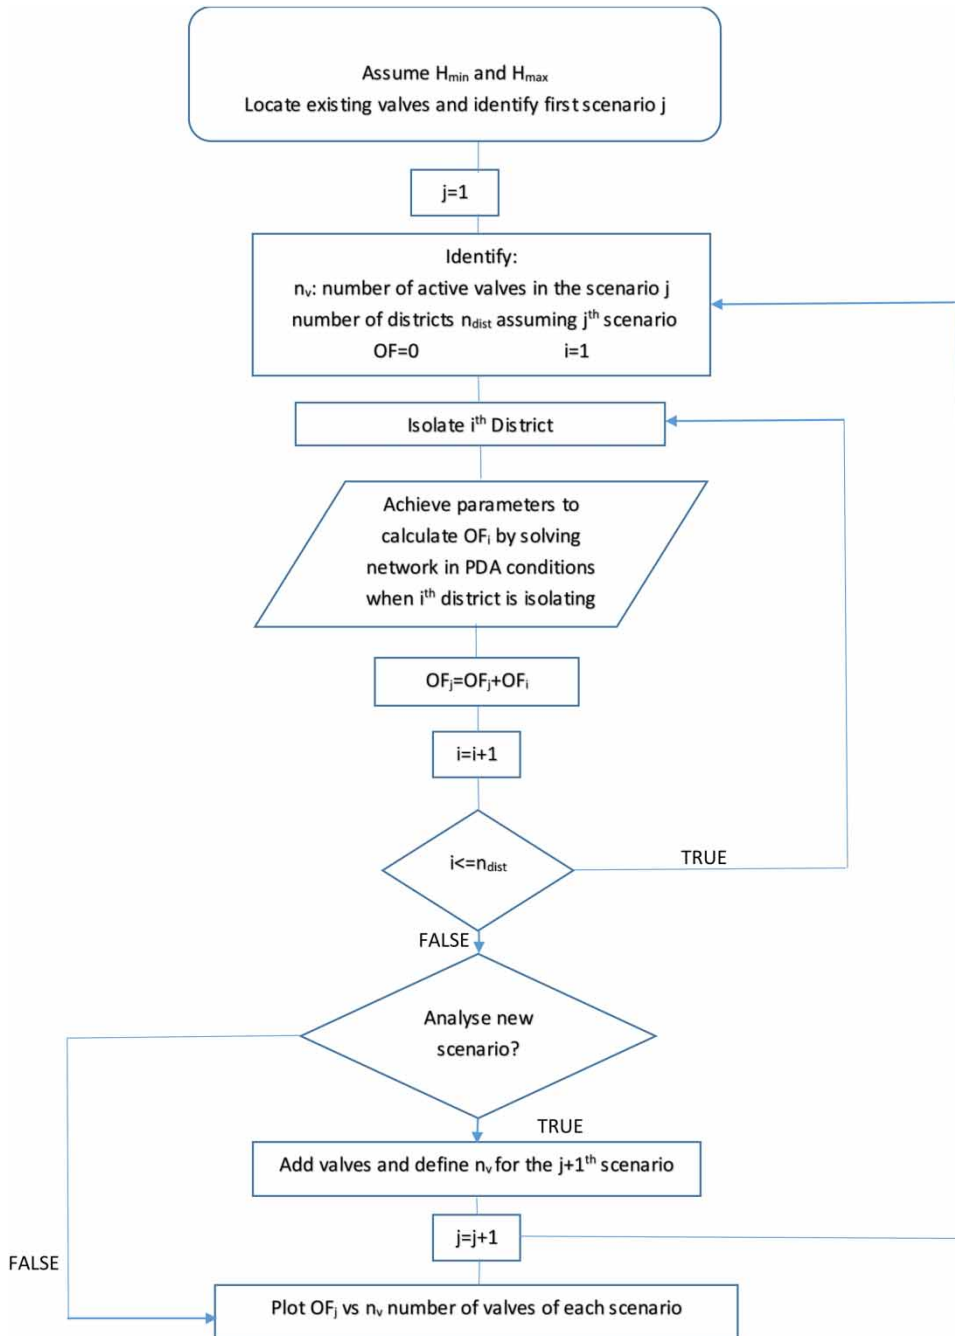 Assume Hmin and Hmax
Locate existing valves and identify first scenario j
j=1
Identify:
nv: number of active valves in the scenario j
number of districts ndist assuming jth scenario
OF=0 i=1
Isolate ith District
Achieve parameters to
calculate OFi by solving
network in PDA conditions
when ith district is isolating
OFj=OFj+OFi
i=i+1
i<=ndist
TRUE
FALSE
Analyse new
scenario?
TRUE
Add valves and define nv for the j+1th scenario
j=j+1
FALSE
Plot OFj vs nv number of valves of each scenario